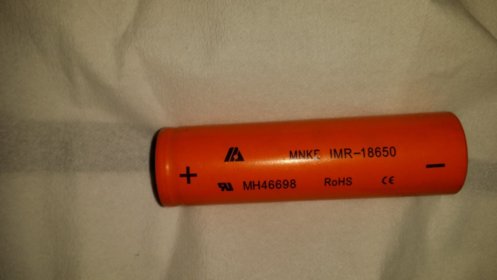 MNKE IMR-18650
+ -
MH46698 RoHS CE